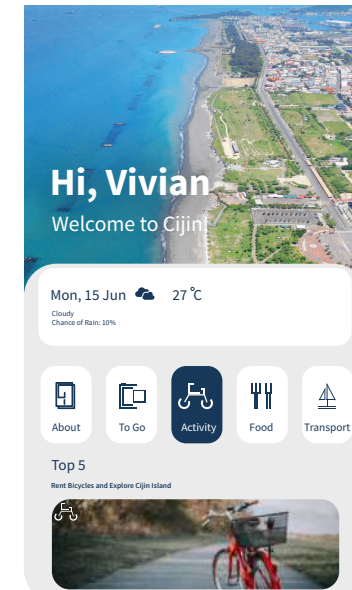 Hi, Vivian
Welcome to Cijin!
Mon, 15 Jun 27 °C
Cloudy
Chance of Rain: 10%
About To Go Activity Food Transport
Top 5
Rent Bicycles and Explore Cijin Island